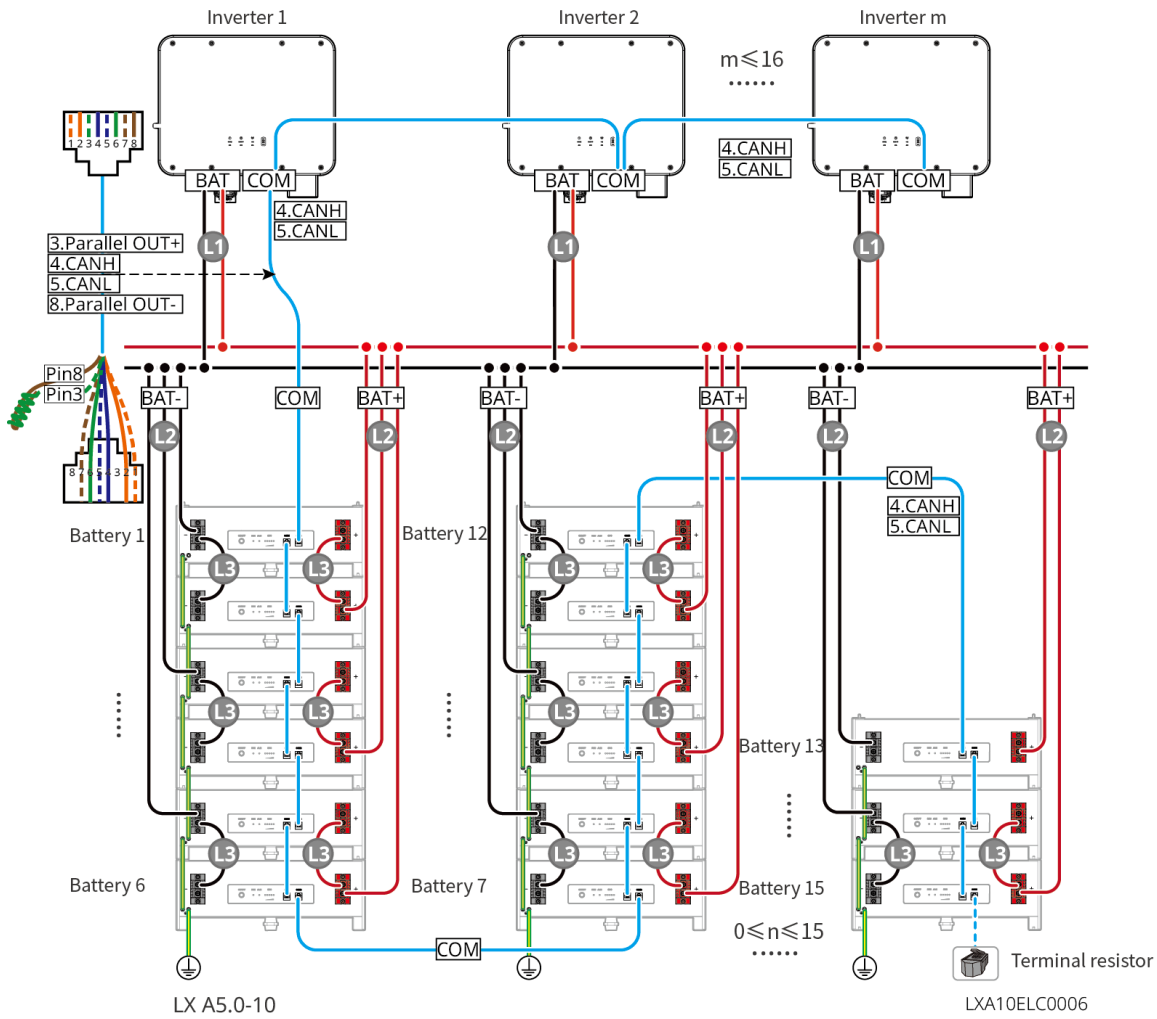 Inverter 1
Inverter 2
Inverter m
m≤16
......
1 2 3 4 5 6 7 8
BAT
COM
BAT
COM
BAT
COM
4.CANH
5.CANL
4.CANH
5.CANL
3.Parallel OUT+
4.CANH
5.CANL
8.Parallel OUT-
L1
L1
L1
Pin8
Pin3
BAT-
COM
BAT+
BAT-
BAT+
BAT-
BAT+
L2
L2
L2
L2
L2
L2
8 7 6 5 4 3 2 1
COM
4.CANH
5.CANL
Battery 1
Battery 12
L3
L3
L3
L3
L3
L3
L3
L3
Battery 13
L3
L3
L3
L3
L3
L3
Battery 6
Battery 7
Battery 15
0≤n≤15
......
COM
Terminal resistor
LX A5.0-10
LXA10ELC0006